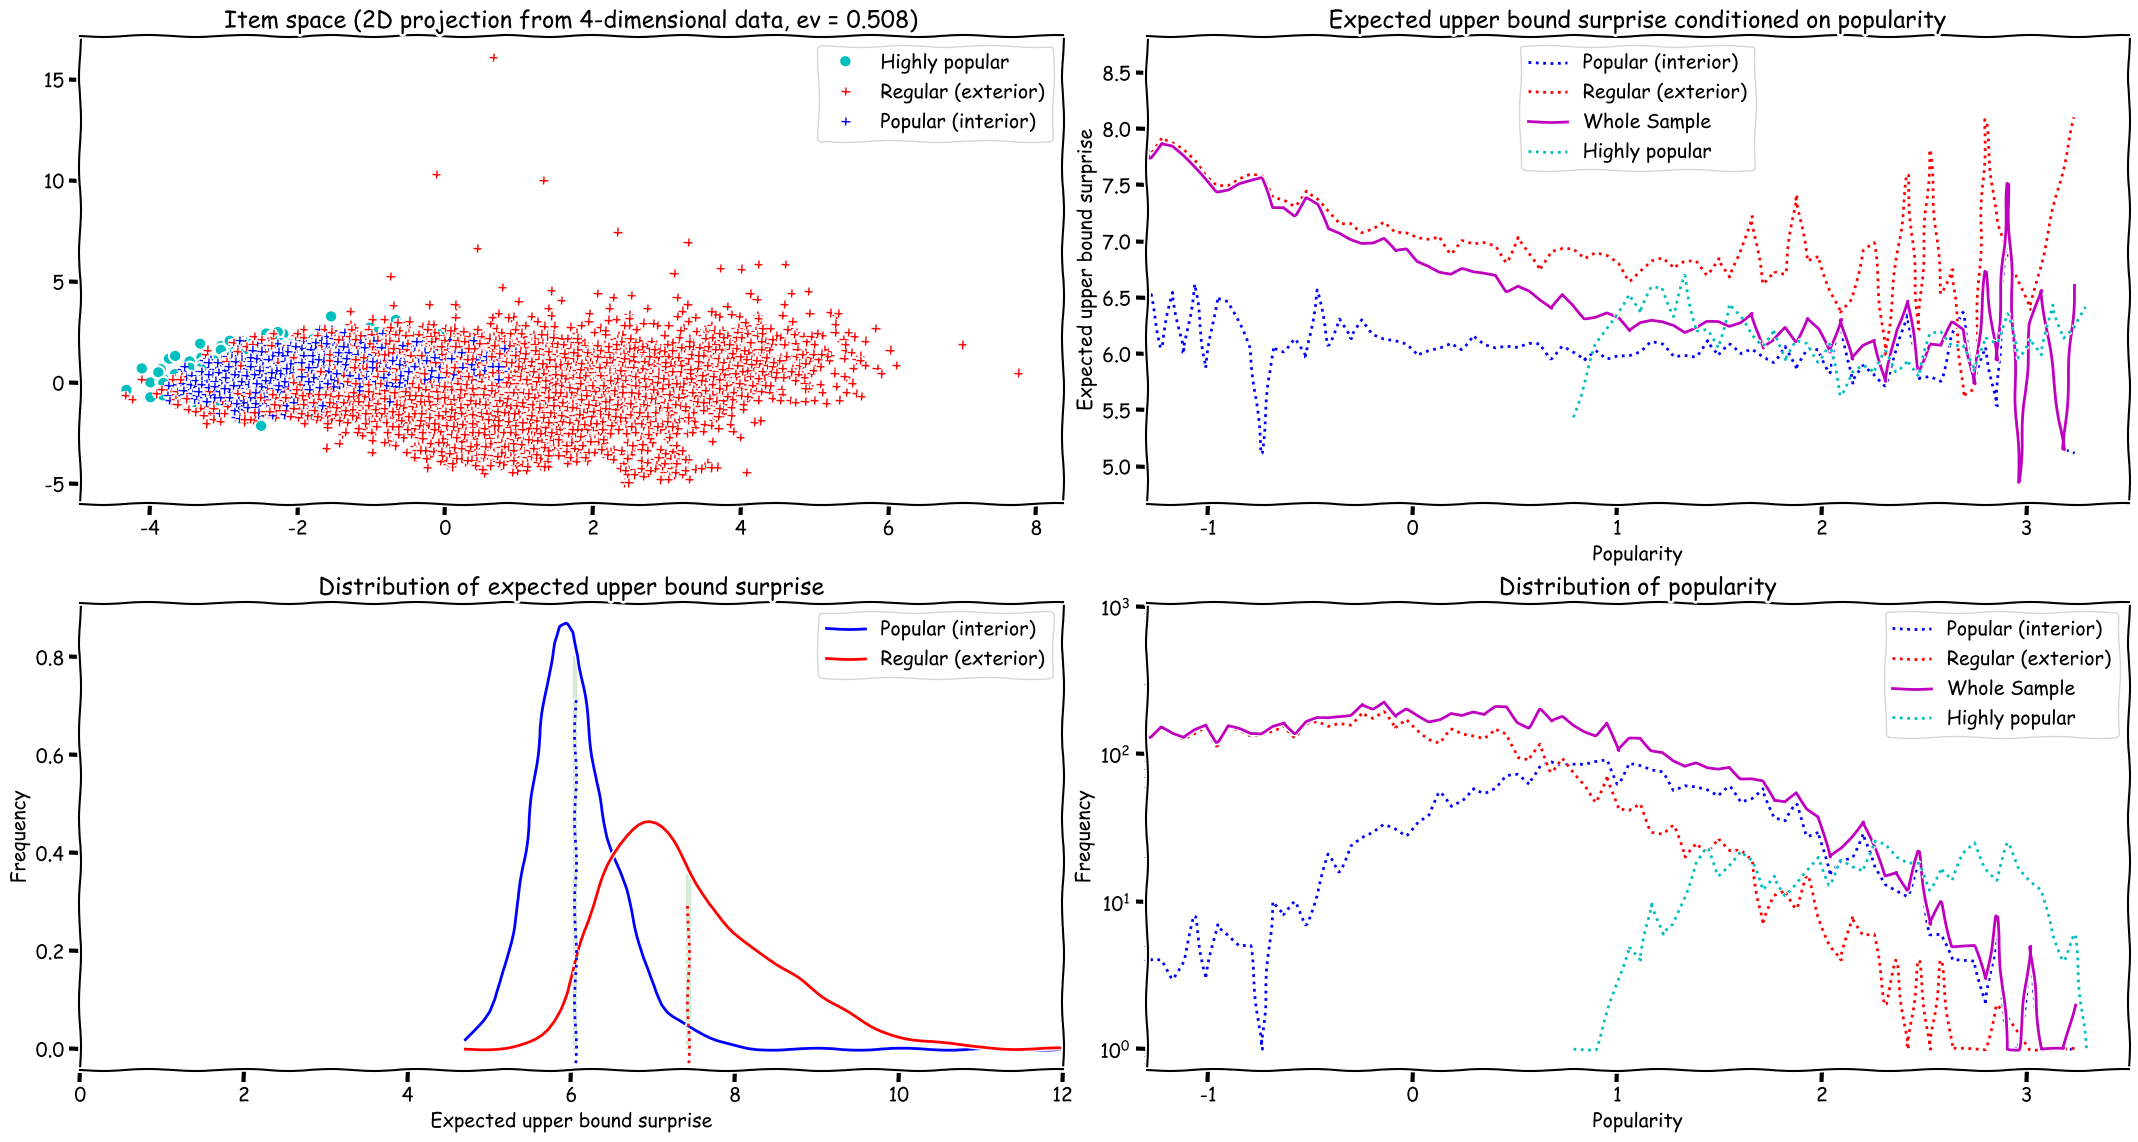 Item space (2D projection from 4-dimensional data, ev = 0.508)
Highly popular
Regular (exterior)
Popular (interior)
15
10
5
0
-5
-4 -2 0 2 4 6 8
Expected upper bound surprise conditioned on popularity
Popular (interior)
Regular (exterior)
Whole Sample
Highly popular
Expected upper bound surprise
8.5
8.0
7.5
7.0
6.5
6.0
5.5
5.0
-1 0 1 2 3
Popularity
Distribution of expected upper bound surprise
Popular (interior)
Regular (exterior)
Frequency
0.8
0.6
0.4
0.2
0.0
0 2 4 6 8 10 12
Expected upper bound surprise
Distribution of popularity
Popular (interior)
Regular (exterior)
Whole Sample
Highly popular
Frequency
10³
10²
10¹
10⁰
-1 0 1 2 3
Popularity